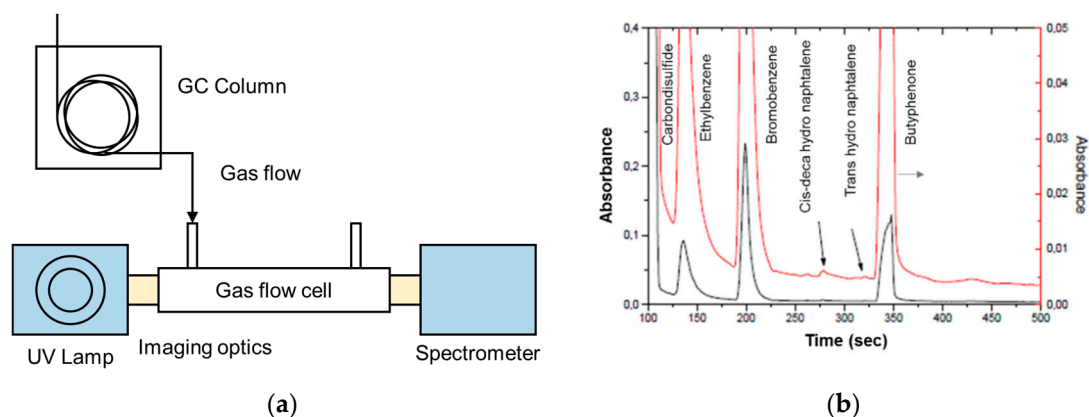 GC Column
Gas flow
Gas flow cell
UV Lamp
Imaging optics
Spectrometer
(a)
0,4
0,3
0,2
0,1
0,0
Absorbance
Carbondisulfide
Ethylbenzene
Bromobenzene
Cis-deca hydro naphtalene
Trans hydro naphtalene
Butyphenone
0,05
0,04
0,03
0,02
0,01
0,00
Absorbance
100 150 200 250 300 350 400 450 500
Time (sec)
(b)